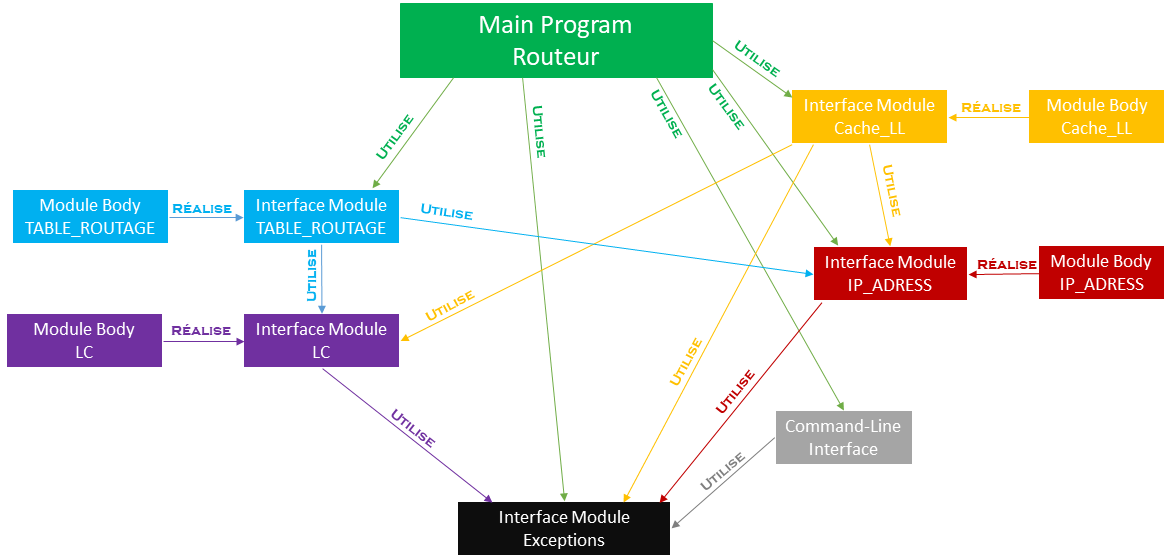 Main Program
Routeur
Utilise
Utilise
Utilise
Utilise
Utilise
Interface Module
Cache_LL
Réalise
Module Body
Cache_LL
Module Body
TABLE_ROUTAGE
Réalise
Interface Module
TABLE_ROUTAGE
Utilise
Utilise
Utilise
Interface Module
IP_ADRESS
Réalise
Module Body
IP_ADRESS
Utilise
Utilise
Module Body
LC
Réalise
Interface Module
LC
Utilise
Utilise
Utilise
Command-Line
Interface
Utilise
Interface Module
Exceptions